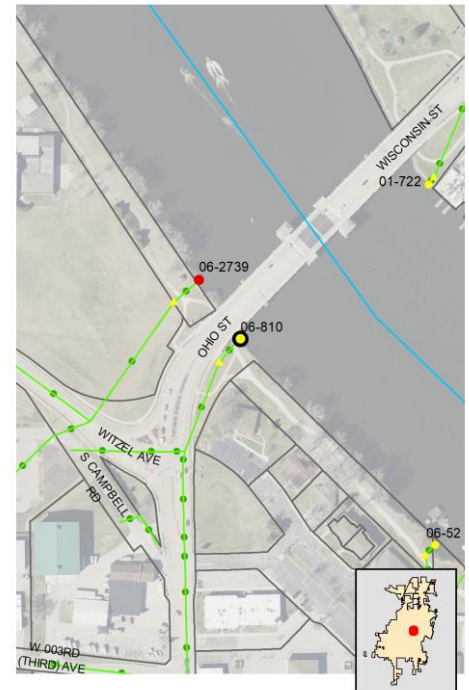 WISCONSIN ST
01-722
06-2739
OHIO ST
06-810
WITZEL AVE
S CAMPBELL
RD
06-52
W 003RD
(THIRD) AVE